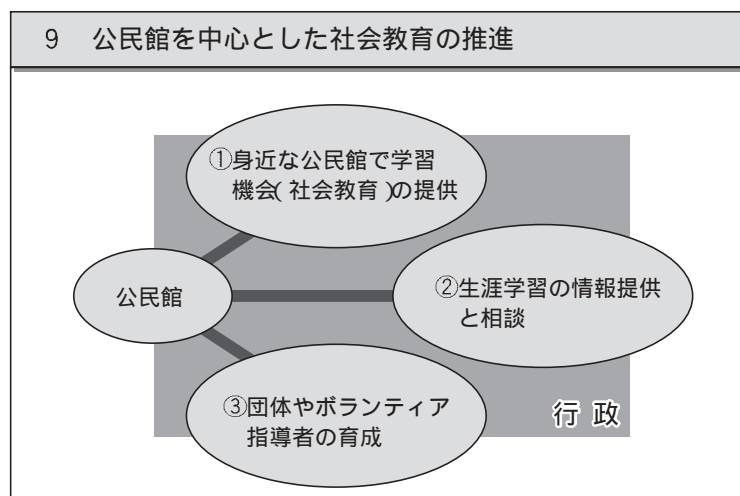 9 公民館を中心とした社会教育の推進
①身近な公民館で学習
機会(社会教育)の提供
公民館
②生涯学習の情報提供
と相談
③団体やボランティア
指導者の育成
行政